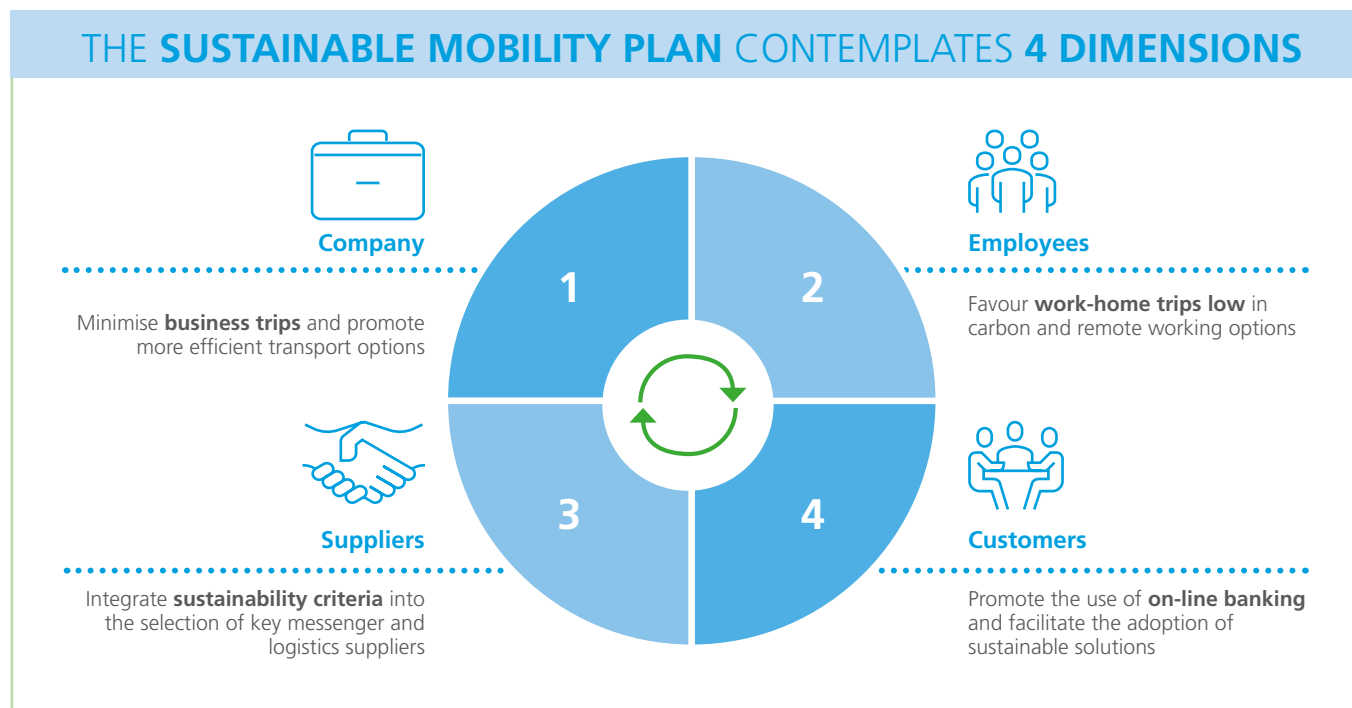 THE SUSTAINABLE MOBILITY PLAN CONTEMPLATES 4 DIMENSIONS
1
Company
Minimise business trips and promote
more efficient transport options
2
Employees
Favour work-home trips low in
carbon and remote working options
3
Suppliers
Integrate sustainability criteria into
the selection of key messenger and
logistics suppliers
4
Customers
Promote the use of on-line banking
and facilitate the adoption of
sustainable solutions